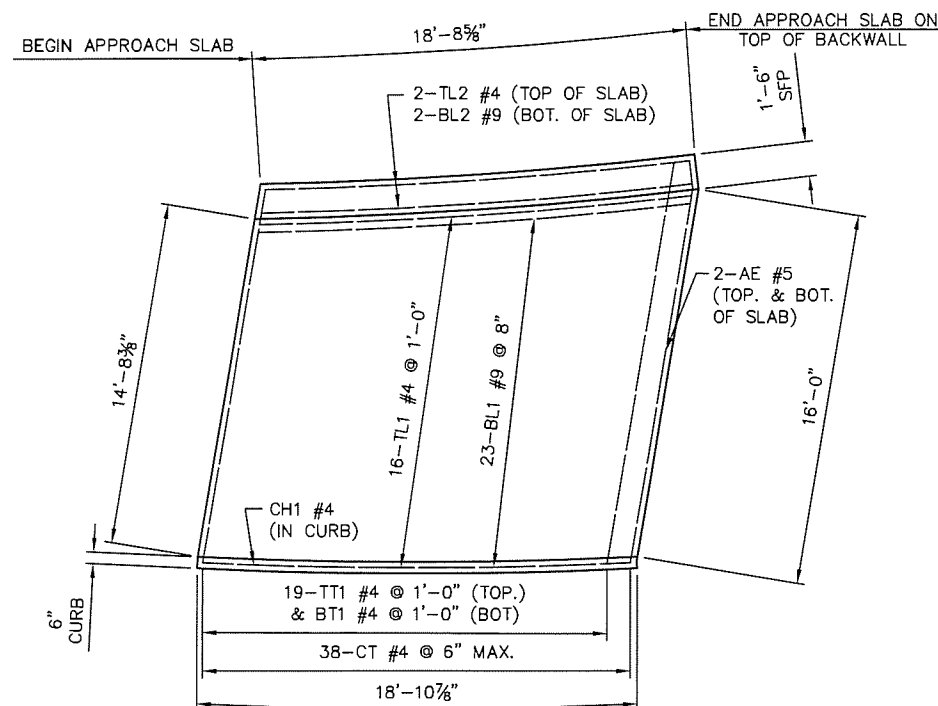 BEGIN APPROACH SLAB
18'-8⅝"
END APPROACH SLAB ON
TOP OF BACKWALL
1'-6"
SFP
2-TL2 #4 (TOP OF SLAB)
2-BL2 #9 (BOT. OF SLAB)
2-AE #5
(TOP. & BOT.
OF SLAB)
14'-8⅜"
16-TL1 #4 @ 1'-0"
23-BL1 #9 @ 8"
16'-0"
CH1 #4
(IN CURB)
6"
CURB
19-TT1 #4 @ 1'-0" (TOP.)
& BT1 #4 @ 1'-0" (BOT)
38-CT #4 @ 6" MAX.
18'-10⅞"